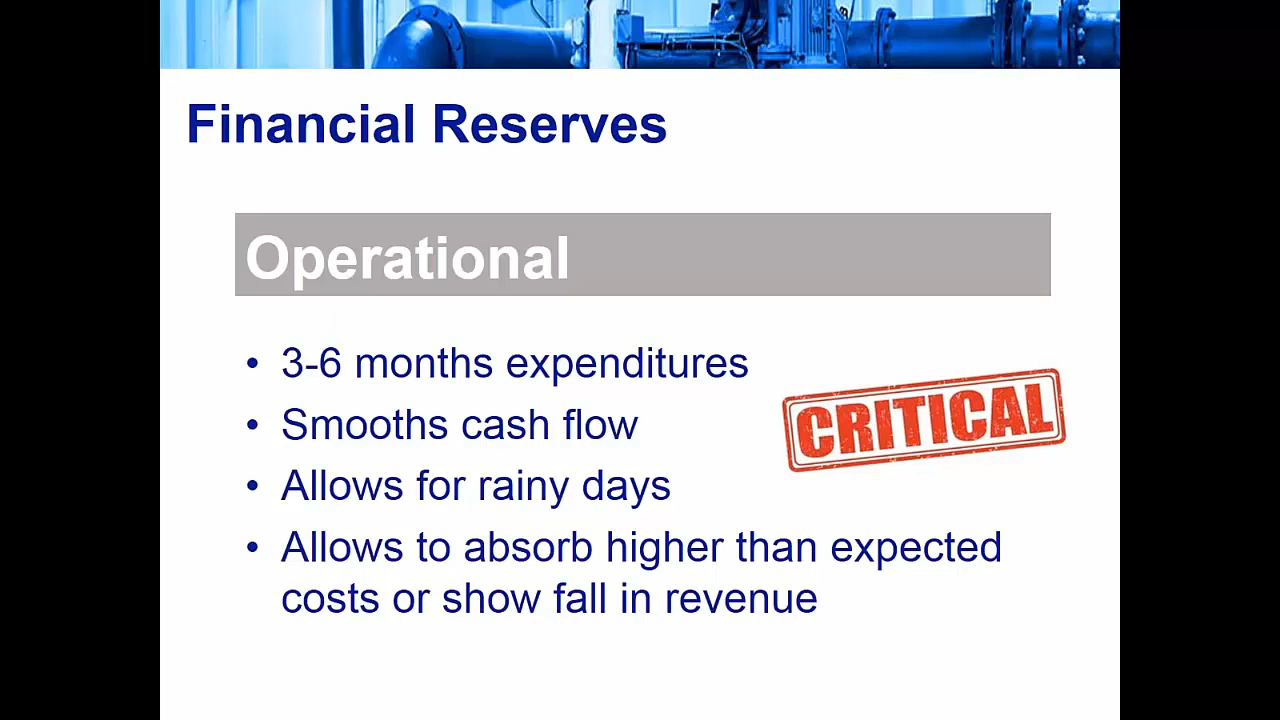 Financial Reserves
Operational
• 3-6 months expenditures
• Smooths cash flow
CRITICAL
• Allows for rainy days
• Allows to absorb higher than expected
costs or show fall in revenue